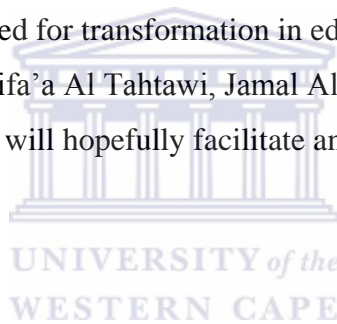 ed for transformation in ed
ifa’a Al Tahtawi, Jamal Al
will hopefully facilitate an
UNIVERSITY of the
WESTERN CAPE